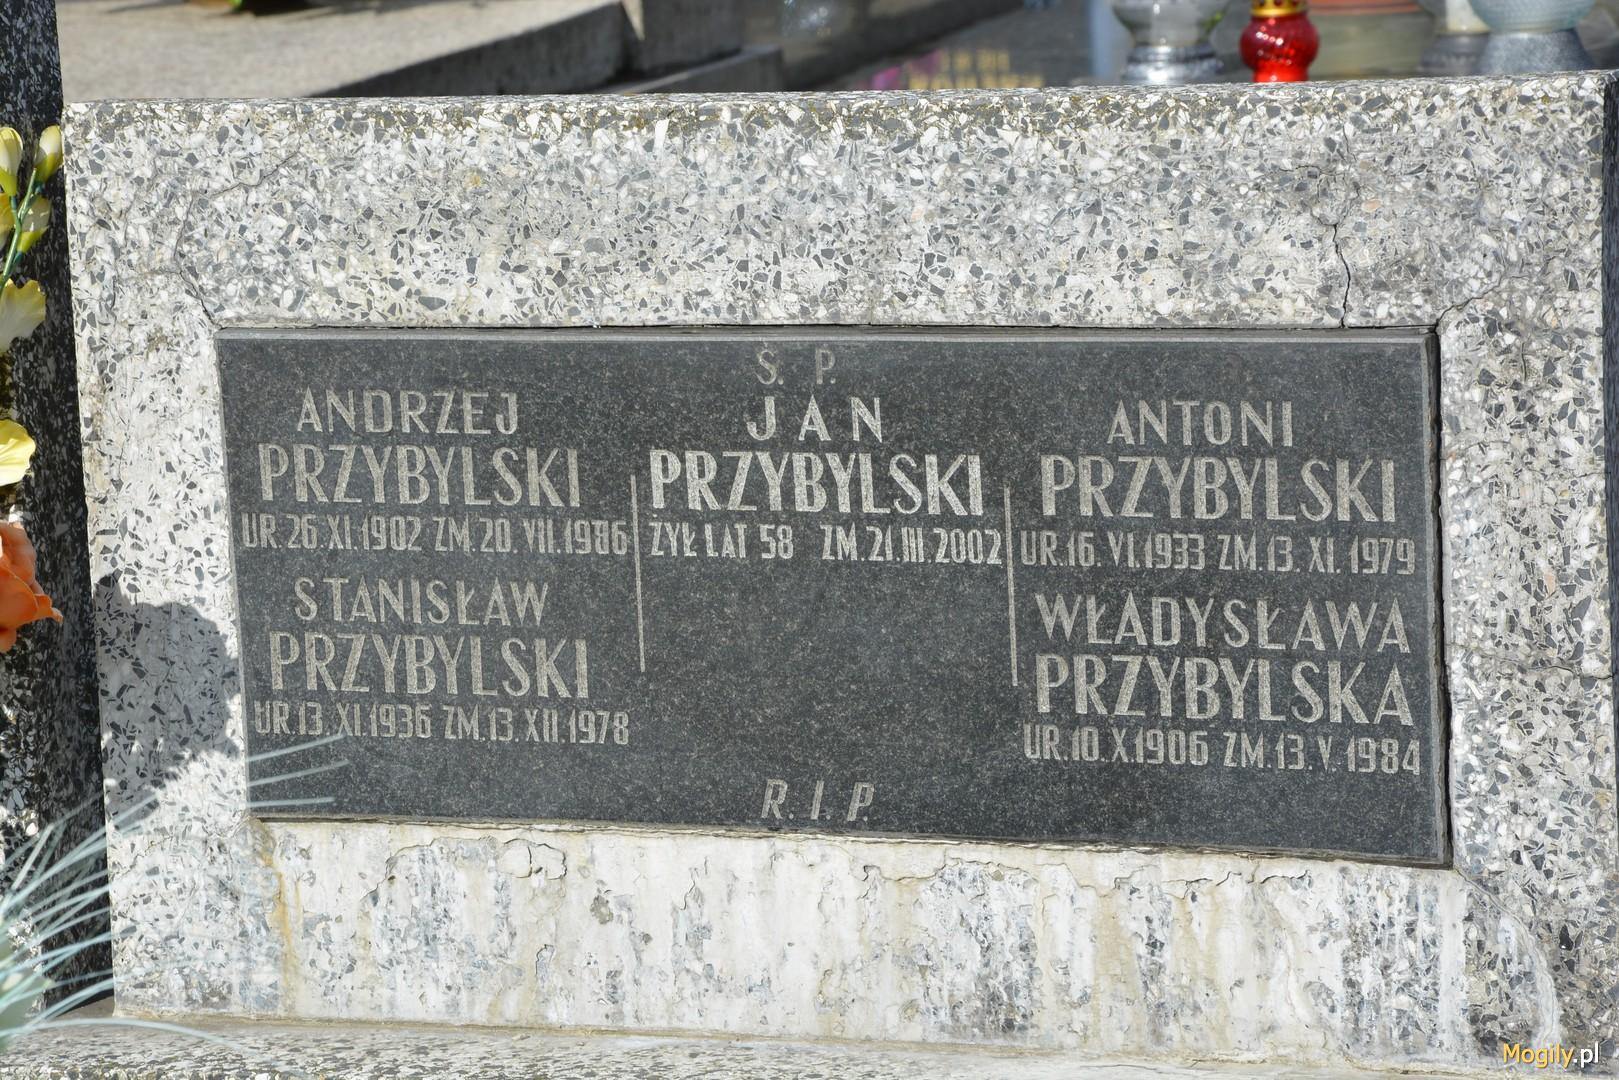 Ś. P.
ANDRZEJ
PRZYBYLSKI
UR. 26. XI. 1902 ZM. 20. VII. 1986
STANISŁAW
PRZYBYLSKI
UR. 13. XI. 1936 ZM. 13. XII. 1978
JAN
PRZYBYLSKI
ŻYŁ LAT 58 ZM. 21. III. 2002
ANTONI
PRZYBYLSKI
UR. 16. VI. 1933 ZM. 13. XI. 1979
WŁADYSŁAWA
PRZYBYLSKA
UR. 10. X. 1906 ZM. 13. V. 1984
R. I. P.
Mogily.pl